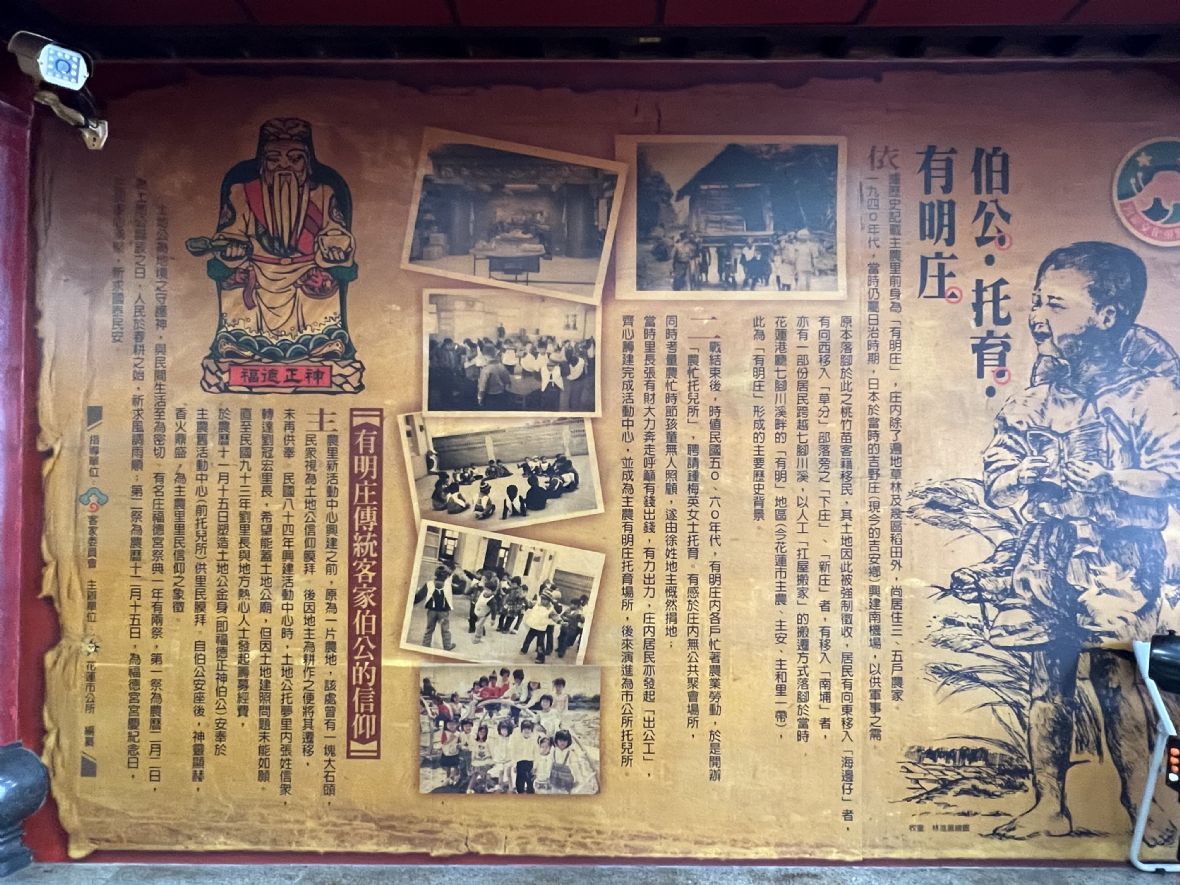 伯公·托育·
有明庄
依據歷史記載主農里前身為「有明庄」，庄內除了遍地草林及幾區稻田外，尚居住三、五戶農家
一九四０年代，當時仍屬日治時期，日本於當時的吉野庄(現今的吉安鄉)興建南機場，以供軍事之需
原本落腳於此之桃竹苗客籍移民，其土地因此被強制徵收，居民有向東移入「海邊仔」者，
有向西移入「草分」部落旁之「下庄」、「新庄」者，有移入「南埔」者，
亦有一部份居民跨越七腳川溪，以人工「扛屋搬家」的搬遷方式落腳於當時
花蓮港廳七腳川溪畔的「有明」地區(今花蓮市主農、主安、主和里一帶)，
此為「有明庄」形成的主要歷史背景。
二戰結束後，時值民國五０、六０年代，有明庄內各戶忙著農業勞動，於是開辦
「農忙托兒所」，聘請鍾梅英女士托育。有感於庄內無公共聚會場所，
同時考量農忙時節孩童無人照顧，遂由徐姓地主慨然捐地；
當時里長張有財大力奔走呼籲有錢出錢，有力出力，庄內居民亦發起「出公工」，
齊心籌建完成活動中心，並成為主農有明庄托育場所，後來演進為市公所托兒所。
【有明庄傳統客家伯公的信仰】
主農里新活動中心興建之前，原為一片農地，該處曾有一塊大石頭，
民眾視為土地公信仰膜拜。後因地主為耕作之便將其遷移，
未再供奉。民國八十四年興建活動中心時，土地公托夢里內張姓信眾，
轉達劉冠宏里長，希望能蓋土地公廟，但因土地建照問題未能如願。
直至民國九十三年劉里長與地方熱心人士發起籌募經費，
於農曆十一月十五日塑造土地公金身(即福德正神伯公)安奉於
主農舊活動中心(前托兒所)供里民膜拜。自伯公安座後，神靈顯赫，
香火鼎盛，為主農里里民信仰之象徵。
福德正神
土地公為地境之守護神，與民間生活至為密切。有名庄福德宮祭典一年有兩祭，第一祭為農曆二月二日，
為土地公誕辰之日，人民於春耕之始，祈求風調雨順；第二祭為農曆十二月十五日，為福德宮宮慶紀念日，
祈求國泰民安。
指導單位：客家委員會　主辦單位：花蓮市公所　編纂
牧童　林進風繪圖